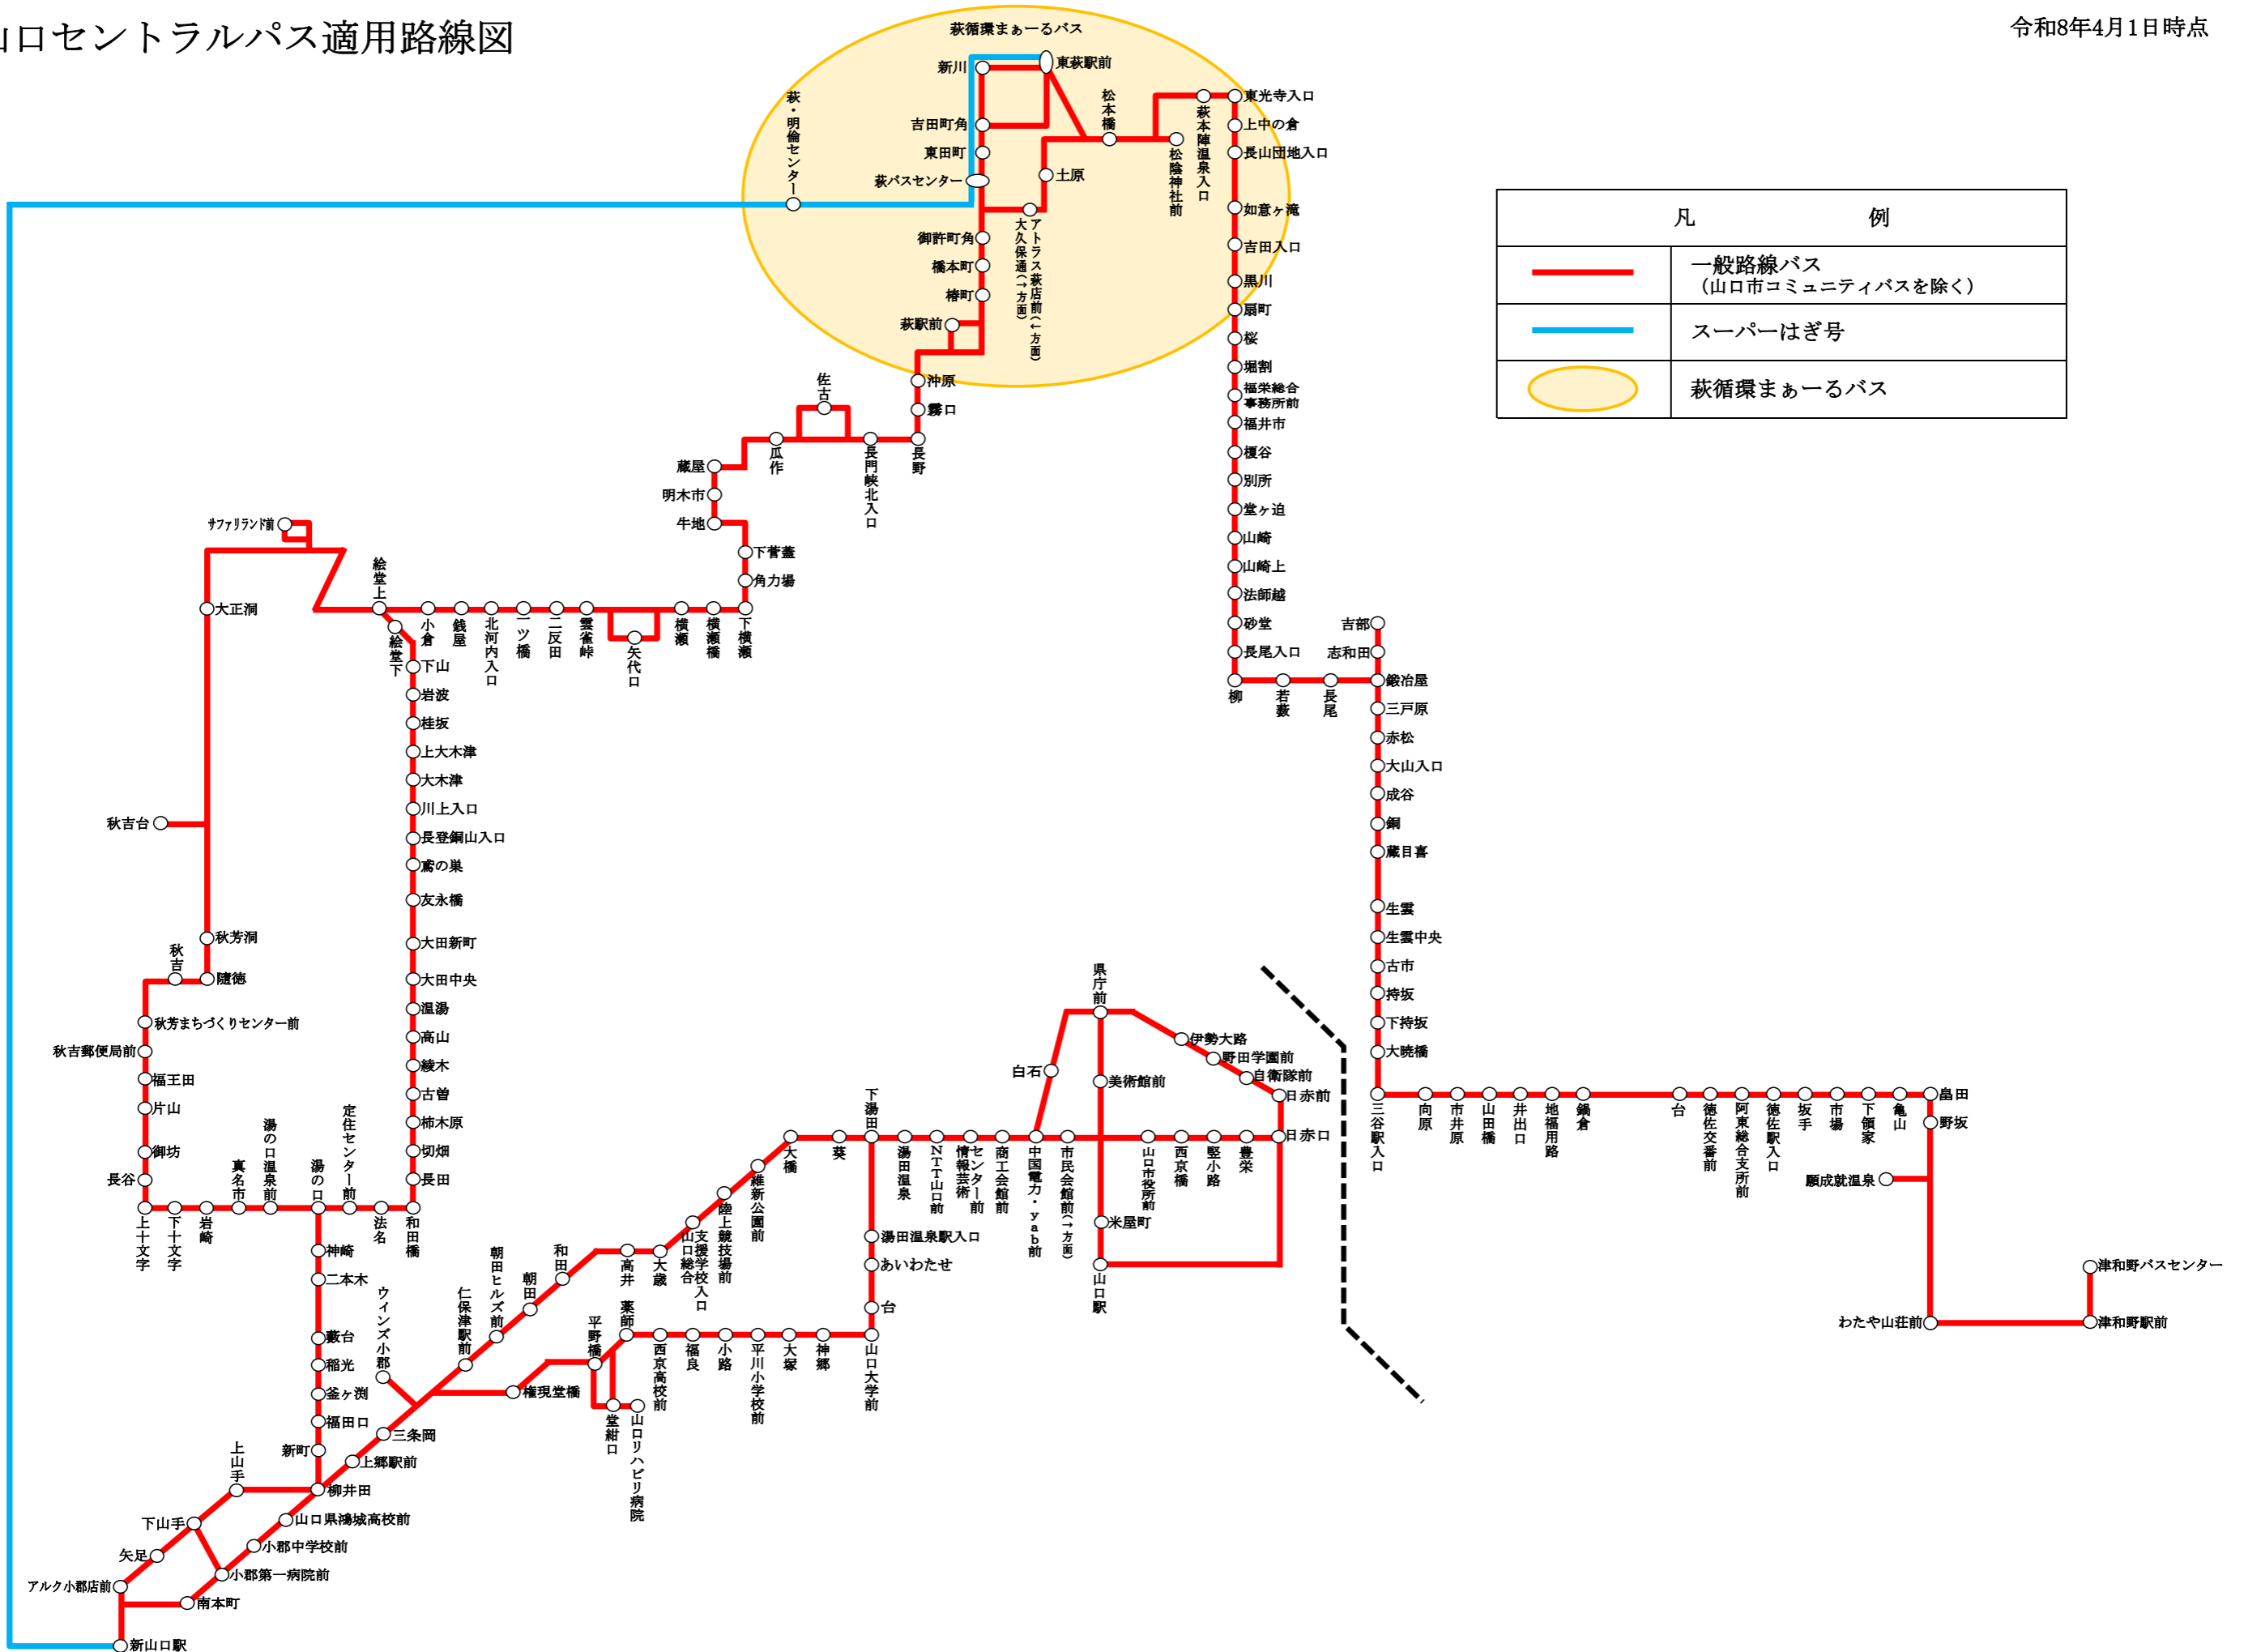 山口セントラルパス適用路線図
令和8年4月1日時点
萩循環まぁーるバス
新川
東萩駅前
萩・明倫センター
吉田町角
東田町
萩バスセンター
松本橋
土原
松陰神社前
萩本陣温泉入口
東光寺入口
上中の倉
長山団地入口
如意ヶ滝
吉田入口
黒川
扇町
桜
堀割
福栄総合
事務所前
福井市
榎谷
別所
堂ヶ迫
山崎
山崎上
法師越
砂堂
長尾入口
柳
若薮
長尾
御許町角
橋本町
椿町
萩駅前
アトラス萩店前(←方面)
大久保通(→方面)
凡 例
一般路線バス
(山口市コミュニティバスを除く)
スーパーはぎ号
萩循環まぁーるバス
沖原
霧口
長野
長門峡北入口
佐古
瓜作
蔵屋
明木市
牛地
下菅蓋
角力場
下横瀬
横瀬橋
横瀬
矢代口
雲雀峠
二反田
一ツ橋
北河内入口
銭屋
小倉
絵堂上
絵堂下
サファリランド前
大正洞
秋吉台
秋芳洞
隨徳
秋吉
秋芳まちづくりセンター前
秋吉郵便局前
福王田
片山
御坊
長谷
上十文字
下十文字
岩崎
真名市
湯の口温泉前
湯の口
定住センター前
法名
和田橋
下山
岩波
桂坂
上大木津
大木津
川上入口
長登銅山入口
鳶の巣
友永橋
大田新町
大田中央
温湯
高山
綾木
古曽
柿木原
切畑
長田
神崎
二本木
藪台
稲光
釜ヶ渕
福田口
新町
柳井田
上山手
下山手
矢足
アルク小郡店前
新山口駅
南本町
小郡第一病院前
小郡中学校前
山口県鴻城高校前
上郷駅前
三条岡
ウィンズ小郡
仁保津駅前
朝田ヒルズ前
朝田
和田
高井
大歳
山口総合
支援学校入口
陸上競技場前
維新公園前
大橋
葵
下湯田
湯田温泉
NTT山口前
情報芸術
センター前
商工会館前
中国電力・yab前
市民会館前(→方面)
山口市役所前
西京橋
竪小路
豊栄
日赤口
日赤前
自衛隊前
野田学園前
伊勢大路
県庁前
白石
美術館前
米屋町
山口駅
湯田温泉駅入口
あいわたせ
台
山口大学前
神郷
大塚
平川小学校前
小路
福良
西京高校前
薬師
平野橋
権現堂橋
堂紺口
山口リハビリ病院
吉部
志和田
鍛冶屋
三戸原
赤松
大山入口
成谷
銅
蔵目喜
生雲
生雲中央
古市
持坂
下持坂
大暁橋
三谷駅入口
向原
市井原
山田橋
井出口
地福用路
鍋倉
台
徳佐交番前
阿東総合支所前
徳佐駅入口
坂手
市場
下領家
亀山
畠田
野坂
願成就温泉
わたや山荘前
津和野駅前
津和野バスセンター